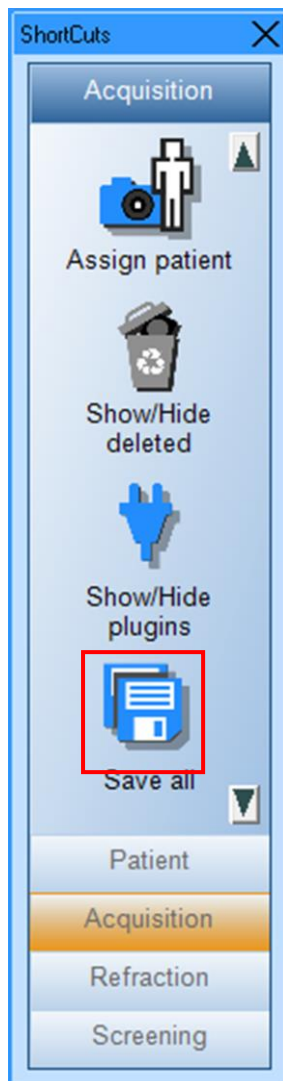 ShortCuts
Acquisition
Assign patient
Show/Hide
deleted
Show/Hide
plugins
Save all
Patient
Acquisition
Refraction
Screening